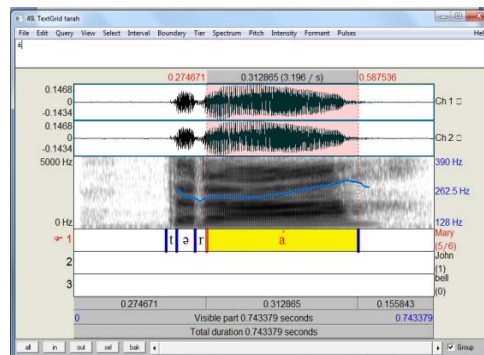 49. TextGrid tarah
File Edit Query View Select Interval Boundary Tier Spectrum Pitch Intensity Formant Pulses Hel
á
0.274671 0.312865 (3.196 / s) 0.587536
0.1468
0
-0.1434
Ch 1
0.1468
0
-0.1434
Ch 2
5000 Hz 390 Hz
262.5 Hz
0 Hz 128 Hz
1 t ə r á Mary
(5/6)
2 John
(1)
3 bell
(0)
0.274671 0.312865 0.155843
0 Visible part 0.743379 seconds 0.743379
Total duration 0.743379 seconds
all in out sel bak Group